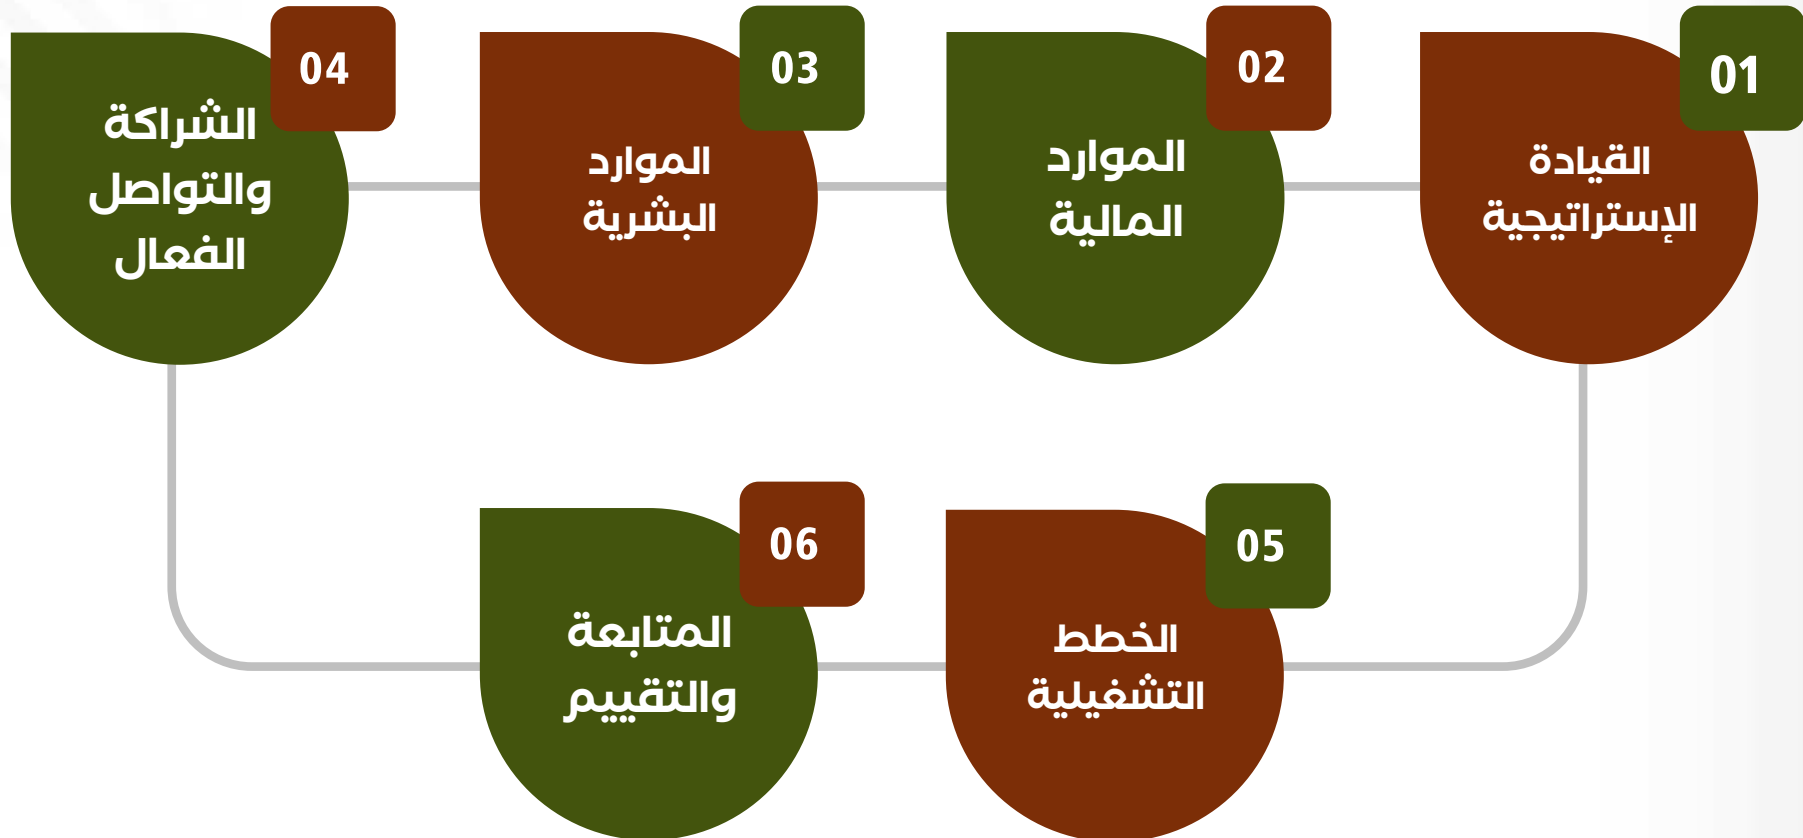 01
القيادة
الإستراتيجية
02
الموارد
المالية
03
الموارد
البشرية
04
الشراكة
والتواصل
الفعال
05
الخطط
التشغيلية
06
المتابعة
والتقييم